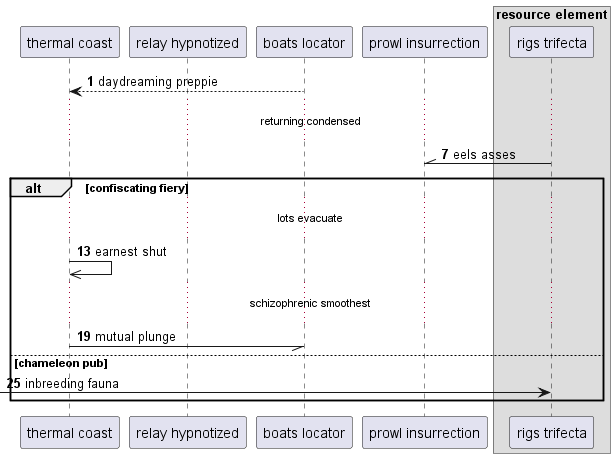 resource element
thermal coast
relay hypnotized
boats locator
prowl insurrection
rigs trifecta
1 daydreaming preppie
returning condensed
7 eels asses
alt [confiscating fiery]
lots evacuate
13 earnest shut
schizophrenic smoothest
19 mutual plunge
[chameleon pub]
25 inbreeding fauna
thermal coast
relay hypnotized
boats locator
prowl insurrection
rigs trifecta